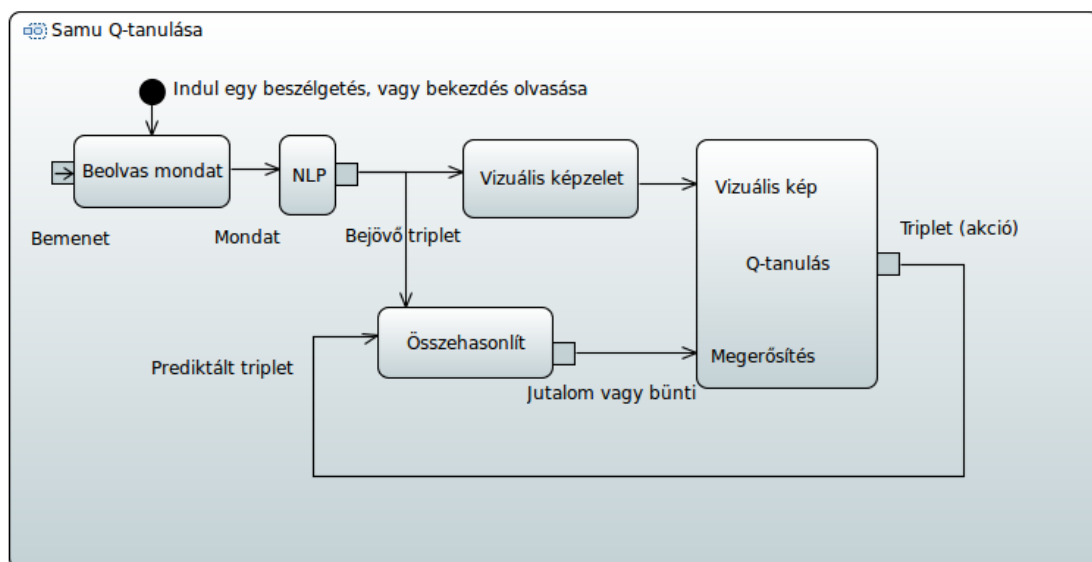 Samu Q-tanulása
Indul egy beszélgetés, vagy bekezdés olvasása
Beolvas mondat
NLP
Vizuális képzelet
Vizuális kép
Bemenet
Mondat
Bejövő triplet
Triplet (akció)
Q-tanulás
Összehasonlít
Megerősítés
Prediktált triplet
Jutalom vagy bünti